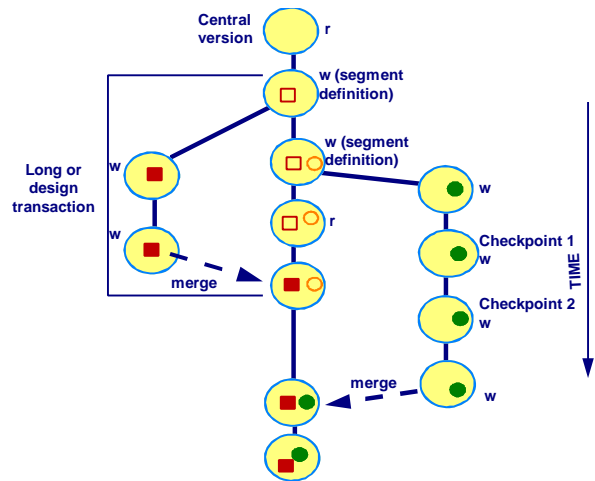 Central
version
r
w (segment
definition)
w (segment
definition)
w
Long or
design
transaction
w
w
r
Checkpoint 1
w
merge
Checkpoint 2
w
TIME
merge
w